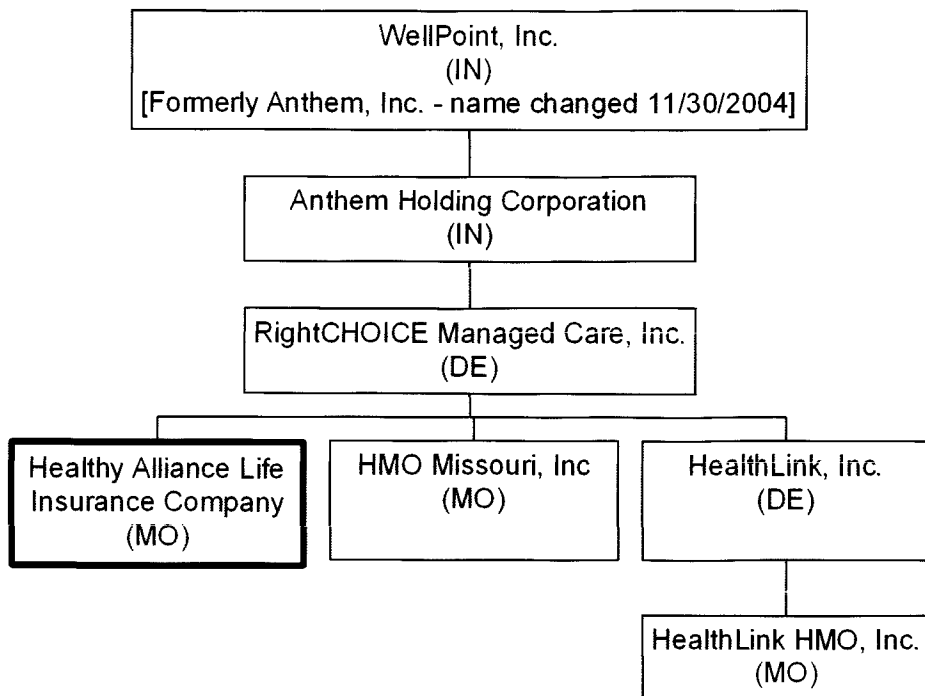 WellPoint, Inc.
(IN)
[Formerly Anthem, Inc. - name changed 11/30/2004]
Anthem Holding Corporation
(IN)
RightCHOICE Managed Care, Inc.
(DE)
Healthy Alliance Life
Insurance Company
(MO)
HMO Missouri, Inc
(MO)
HealthLink, Inc.
(DE)
HealthLink HMO, Inc.
(MO)